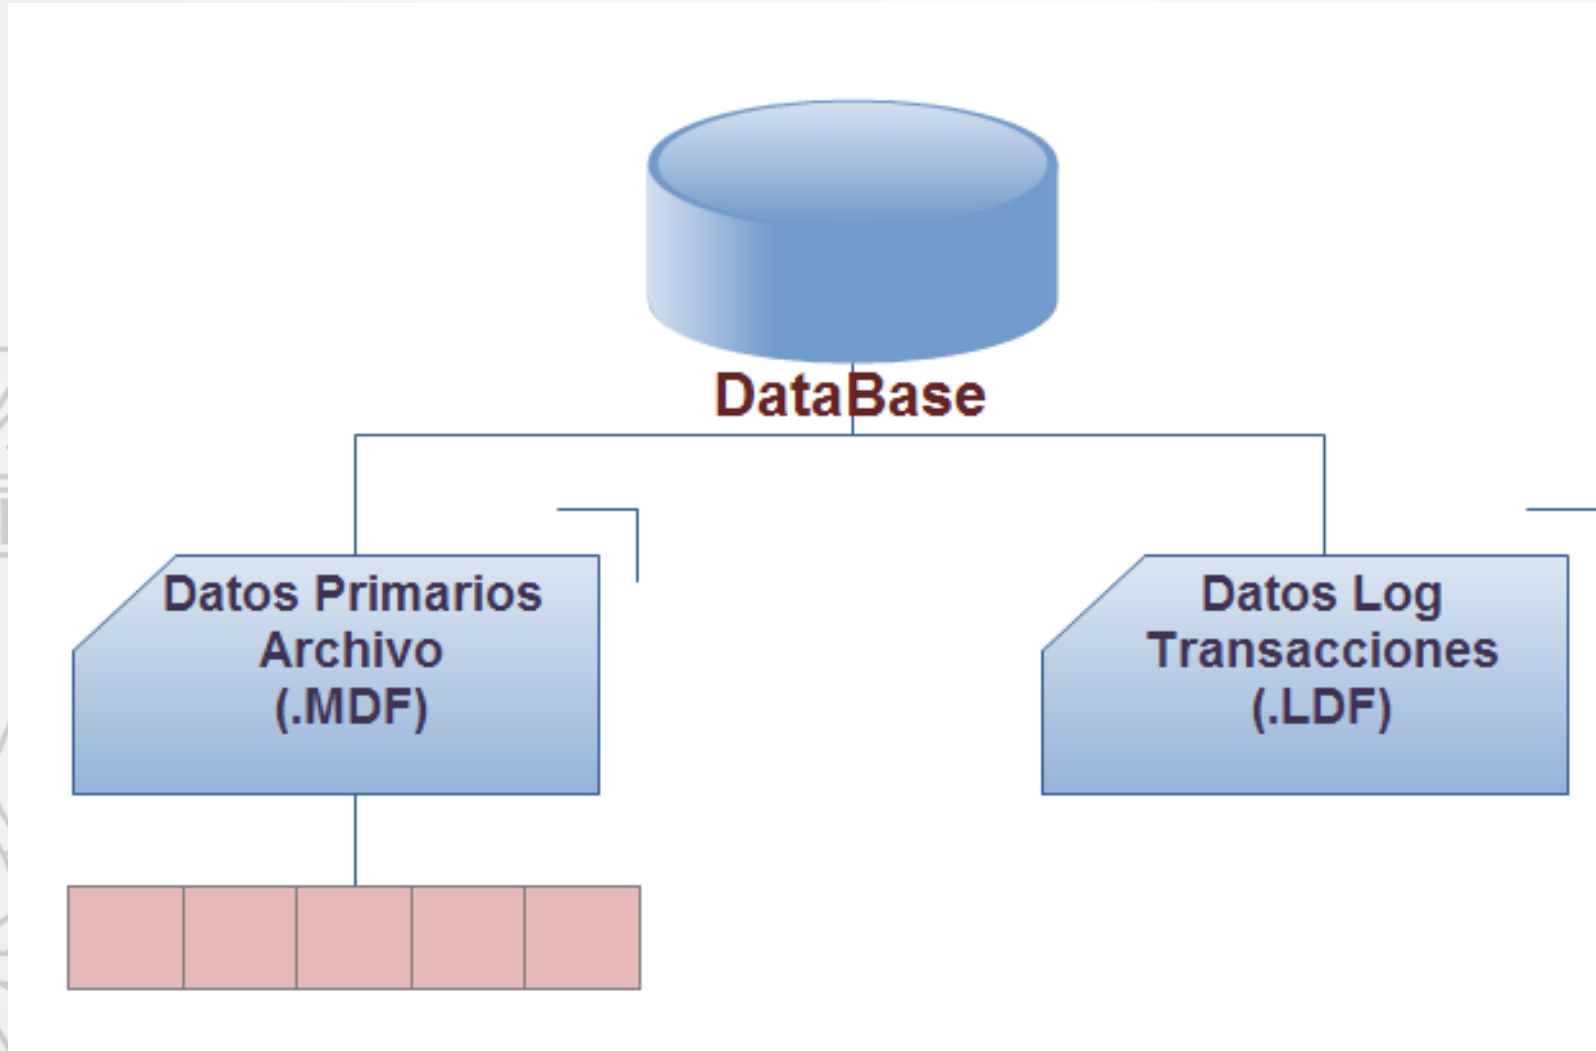 DataBase
Datos Primarios
Archivo
(.MDF)
Datos Log
Transacciones
(.LDF)